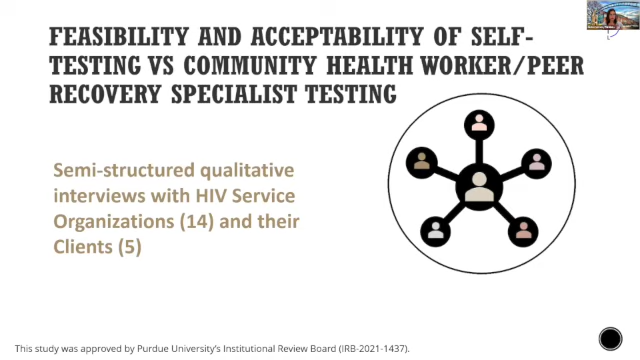 FEASIBILITY AND ACCEPTABILITY OF SELF-
TESTING VS COMMUNITY HEALTH WORKER/PEER
RECOVERY SPECIALIST TESTING
Semi-structured qualitative
interviews with HIV Service
Organizations (14) and their
Clients (5)
This study was approved by Purdue University's Institutional Review Board (IRB-2021-1437).